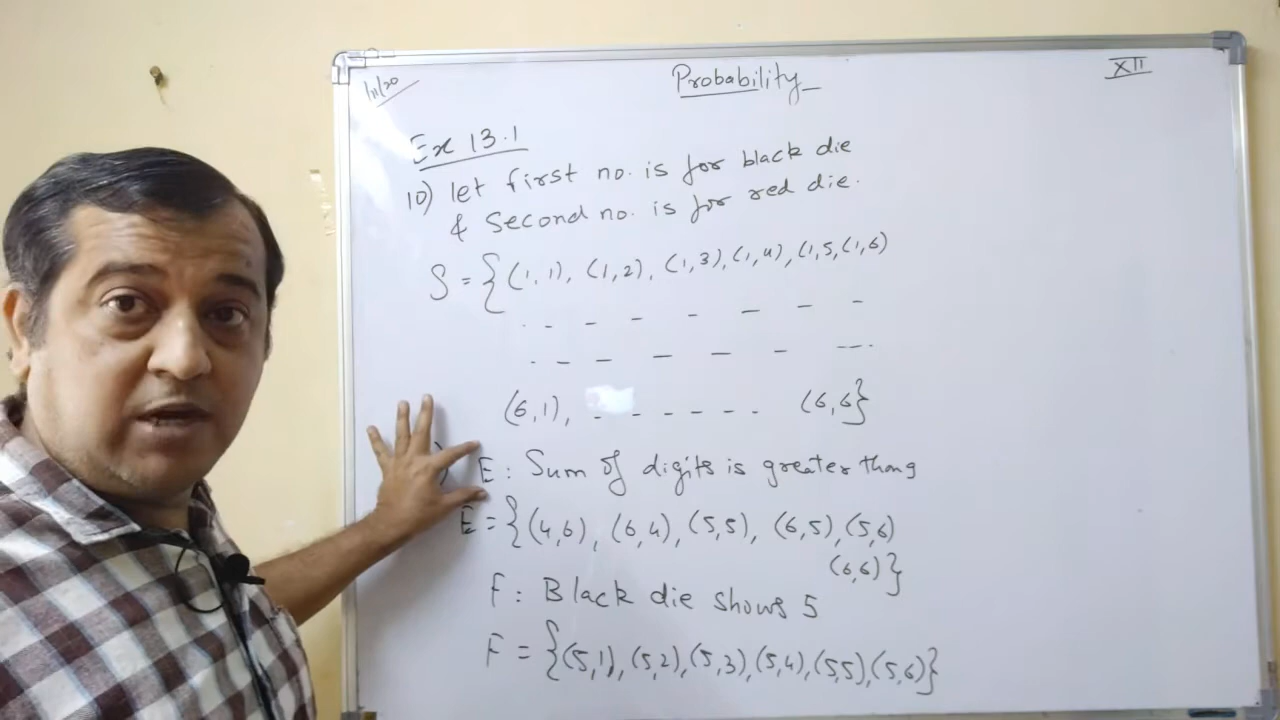 1/11/20
Probability
XII
Ex 13.1
10) let first no. is for black die
& Second no. is for red die.
S = {(1,1), (1,2), (1,3), (1,4), (1,5, (1,6)
.. - - - - - -
. - - - - - - - .
(6,1), - - - - - - (6,6}
) E : Sum of digits is greater than 9
E = {(4,6), (6,4), (5,5), (6,5), (5,6)
(6,6)}
F : Black die shows 5
F = {(5,1), (5,2), (5,3), (5,4), (5,5), (5,6)}